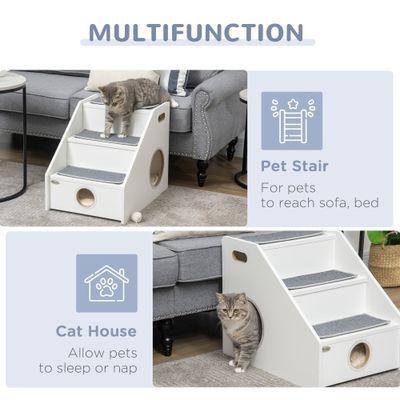 MULTIFUNCTION
Pet Stair
For pets
to reach sofa, bed
Cat House
Allow pets
to sleep or nap